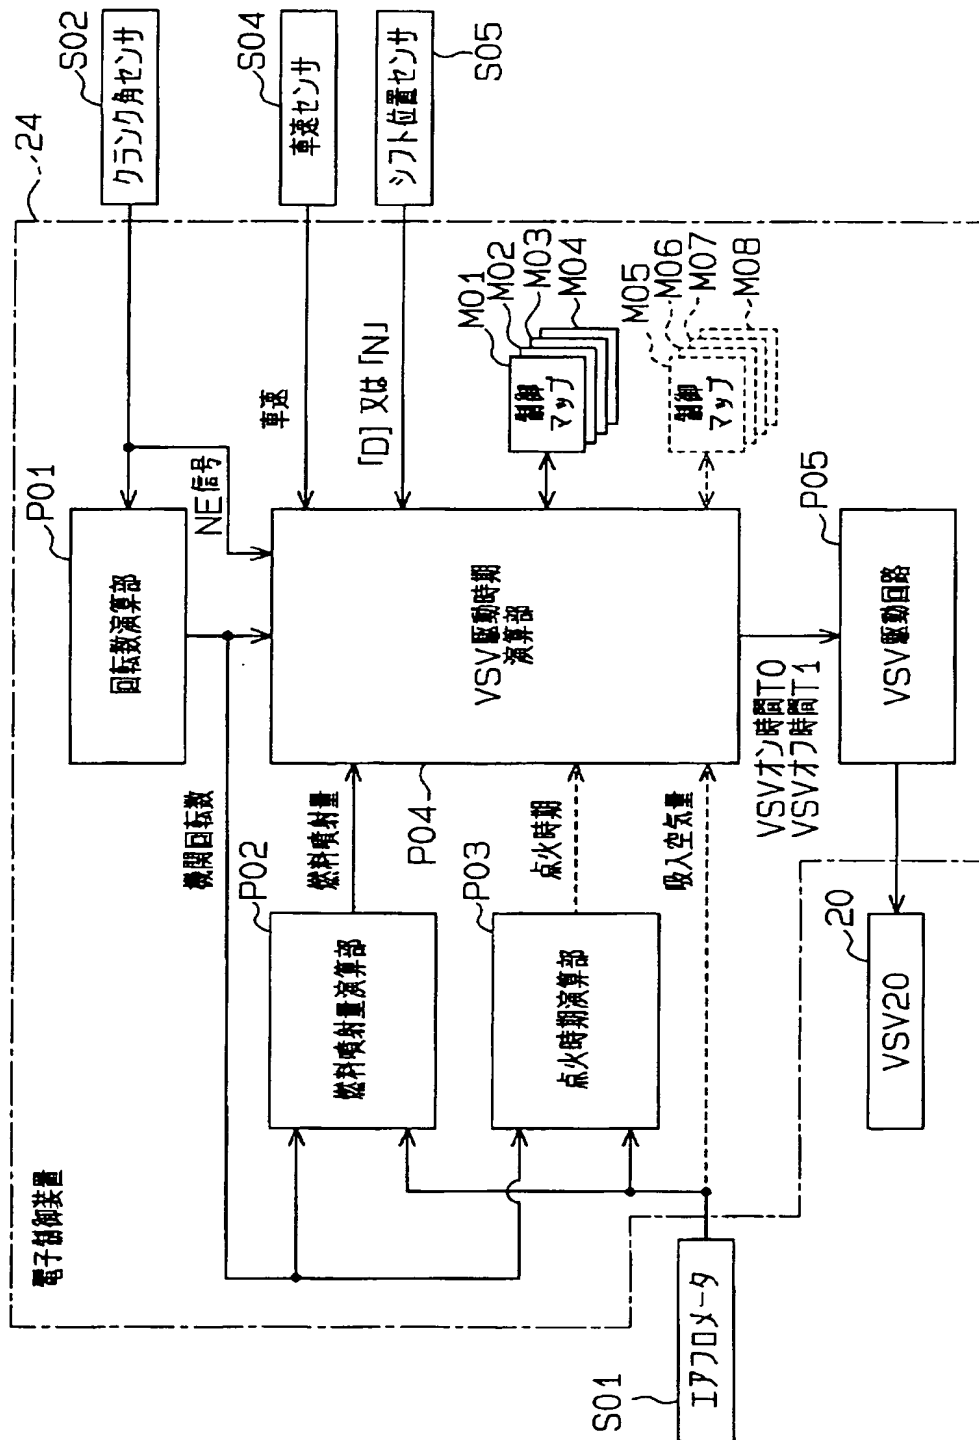 電子制御装置
24
S01
エアフロメータ
クランク角センサ
S02
車速センサ
S04
シフト位置センサ
S05
P01
回転数演算部
NE信号
機関回転数
車速
「D」又は「N」
P02
燃料噴射量演算部
燃料噴射量
P03
点火時期演算部
点火時期
吸入空気量
P04
VSV駆動時期
演算部
M01
M02
M03
M04
制御
マップ
M05
M06
M07
M08
制御
マップ
VSVオン時間T0
VSVオフ時間T1
P05
VSV駆動回路
20
VSV20